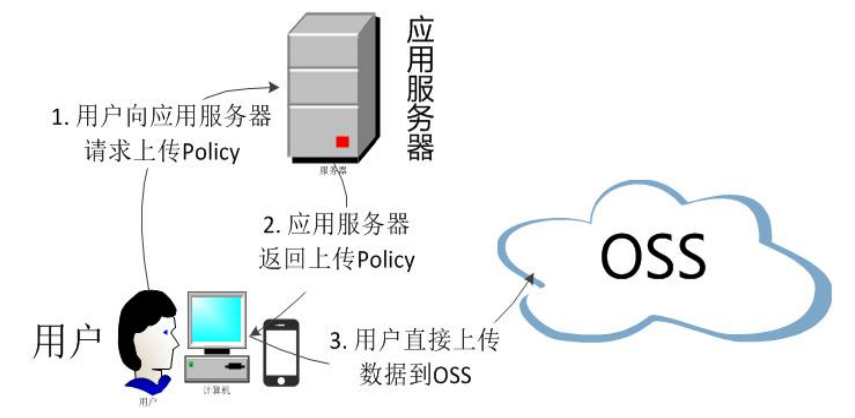 应用服务器
1. 用户向应用服务器
请求上传Policy
服务器
2. 应用服务器
返回上传Policy
OSS
用户
3. 用户直接上传
数据到OSS
用户
计算机